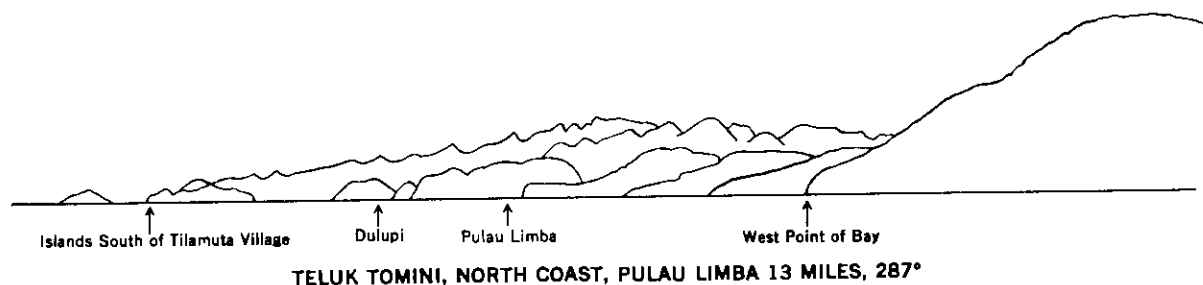 Islands South of Tilamuta Village Dulupi Pulau Limba West Point of Bay
TELUK TOMINI, NORTH COAST, PULAU LIMBA 13 MILES, 287°